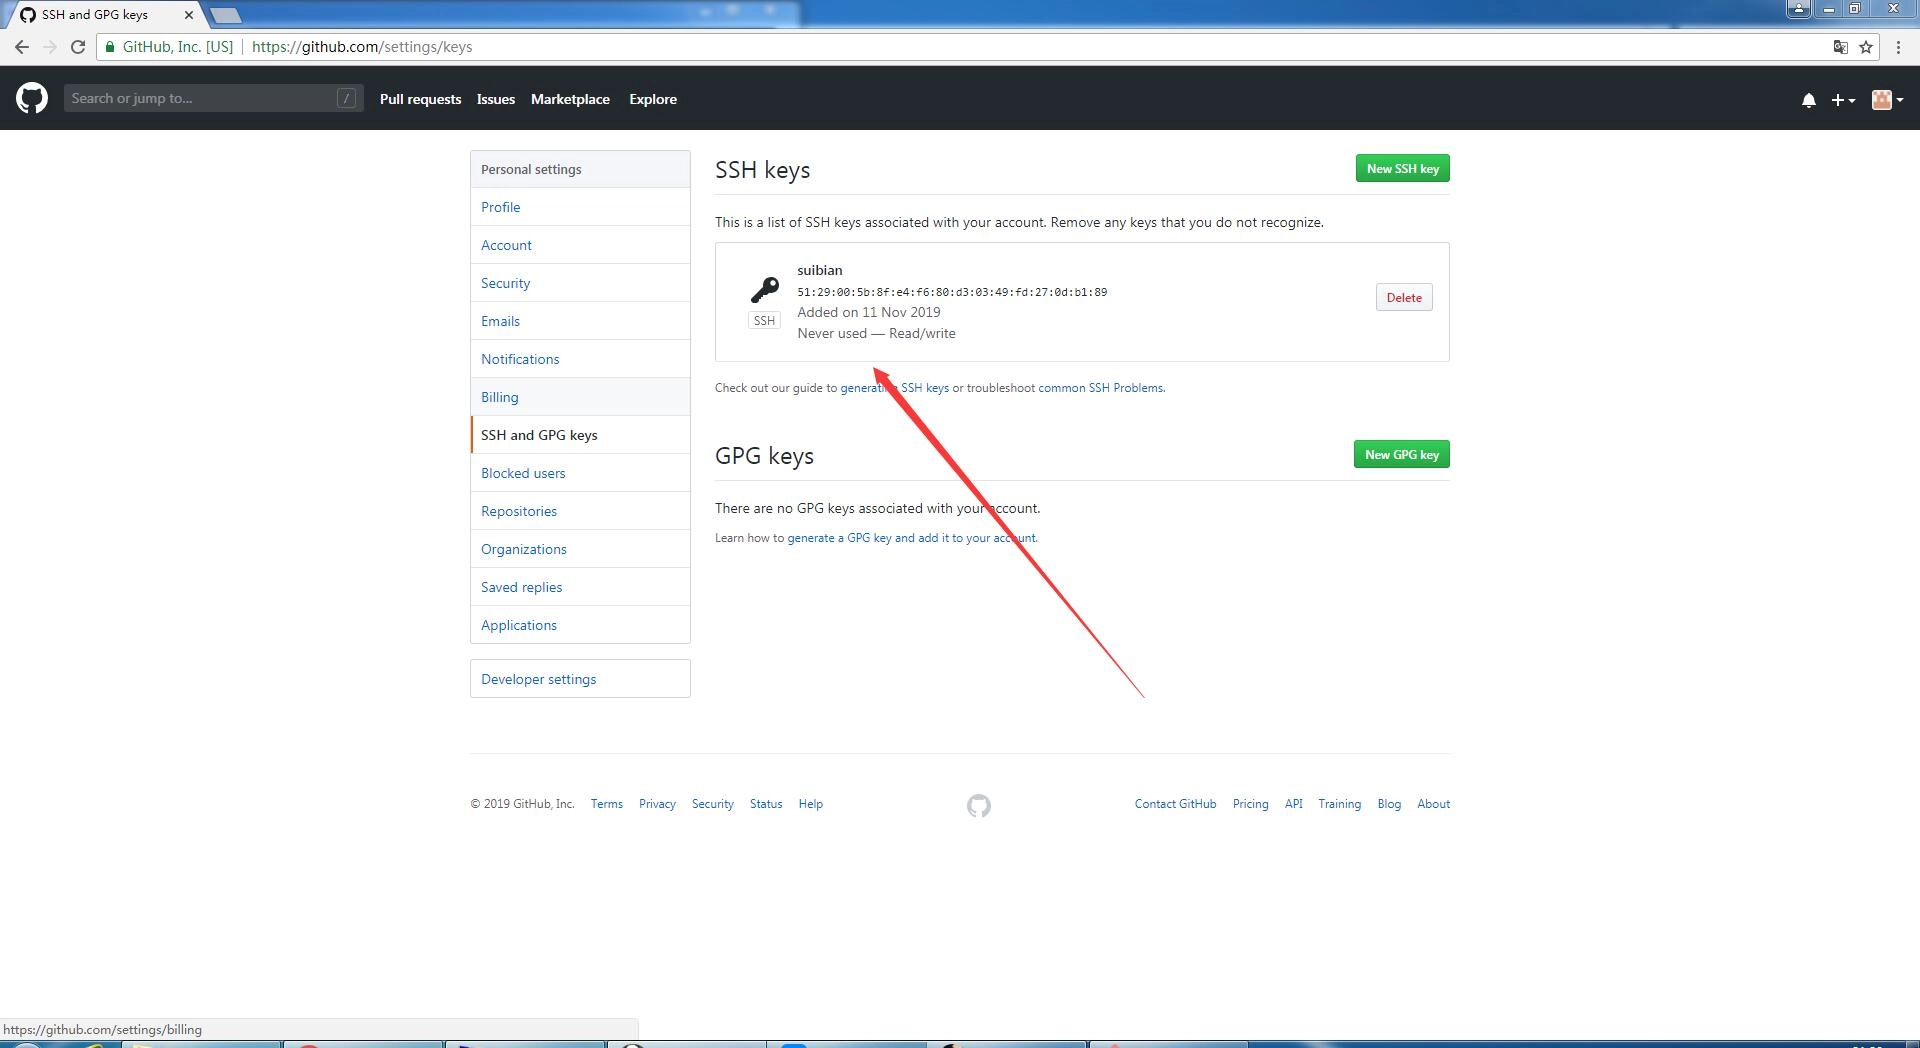 SSH and GPG keys
GitHub, Inc. [US] | https://github.com/settings/keys
Search or jump to... /
Pull requests Issues Marketplace Explore
Personal settings
Profile
Account
Security
Emails
Notifications
Billing
SSH and GPG keys
Blocked users
Repositories
Organizations
Saved replies
Applications
Developer settings
SSH keys
New SSH key
This is a list of SSH keys associated with your account. Remove any keys that you do not recognize.
suibian
51:29:00:5b:8f:e4:f6:80:d3:03:49:fd:27:0d:b1:89
SSH
Added on 11 Nov 2019
Never used — Read/write
Delete
Check out our guide to generating SSH keys or troubleshoot common SSH Problems.
GPG keys
New GPG key
There are no GPG keys associated with your account.
Learn how to generate a GPG key and add it to your account.
© 2019 GitHub, Inc. Terms Privacy Security Status Help
Contact GitHub Pricing API Training Blog About
https://github.com/settings/billing